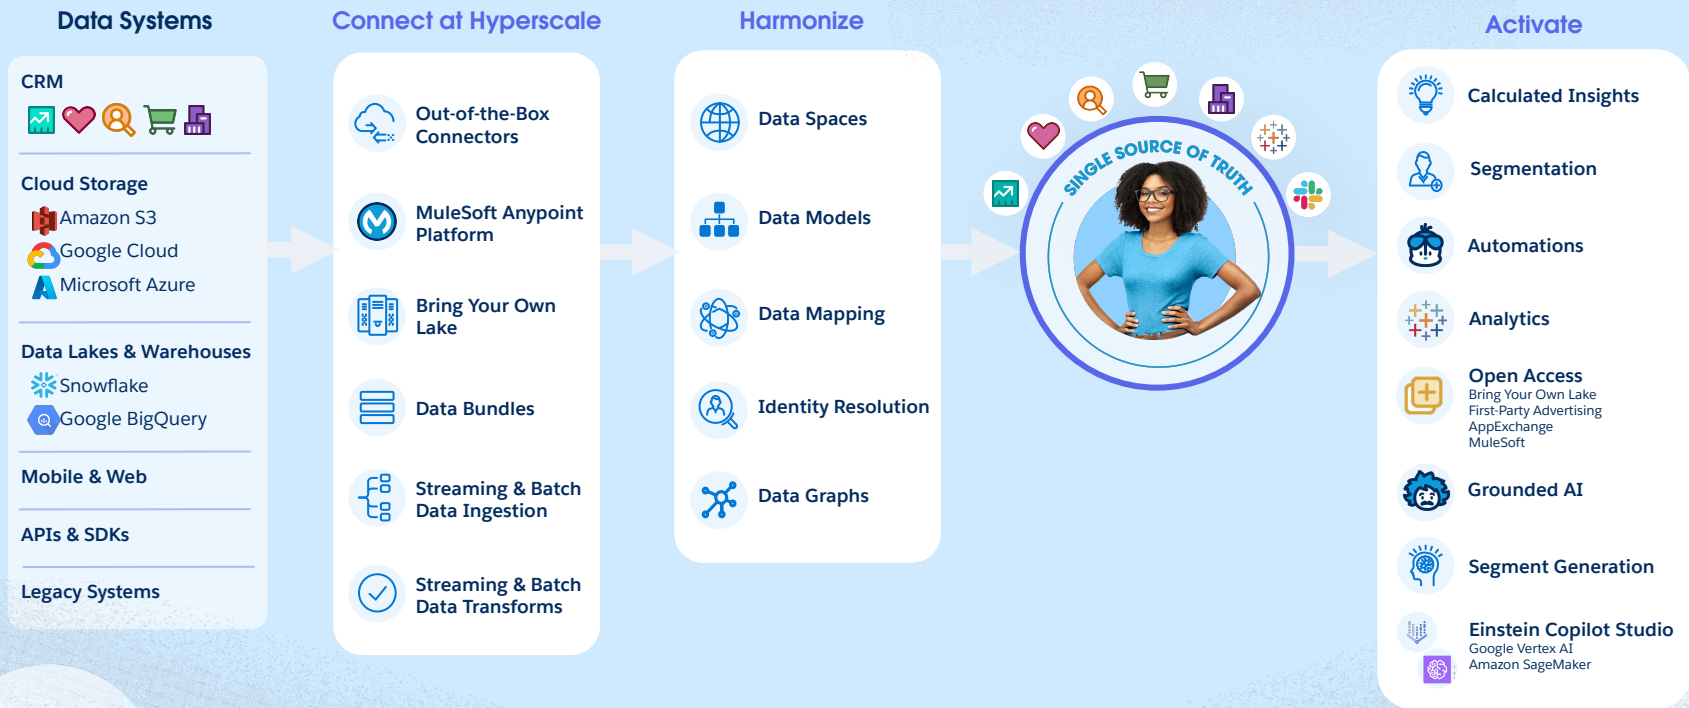 Data Systems
CRM
Cloud Storage
Amazon S3
Google Cloud
Microsoft Azure
Data Lakes & Warehouses
Snowflake
Google BigQuery
Mobile & Web
APIs & SDKs
Legacy Systems
Connect at Hyperscale
Out-of-the-Box
Connectors
MuleSoft Anypoint
Platform
Bring Your Own
Lake
Data Bundles
Streaming & Batch
Data Ingestion
Streaming & Batch
Data Transforms
Harmonize
Data Spaces
Data Models
Data Mapping
Identity Resolution
Data Graphs
SINGLE SOURCE OF TRUTH
Activate
Calculated Insights
Segmentation
Automations
Analytics
Open Access
Bring Your Own Lake
First-Party Advertising
AppExchange
MuleSoft
Grounded AI
Segment Generation
Einstein Copilot Studio
Google Vertex AI
Amazon SageMaker